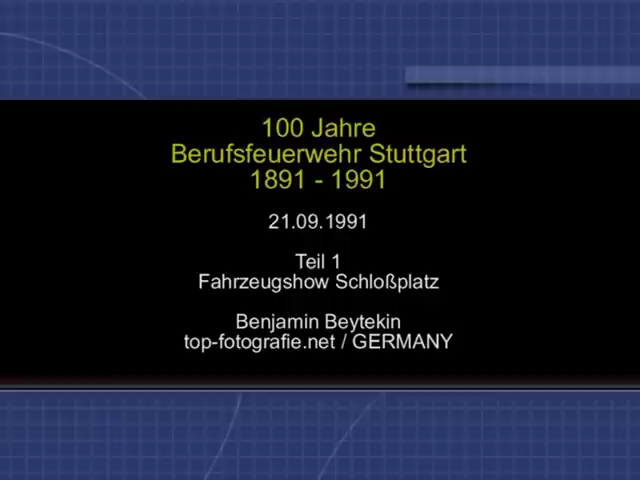 100 Jahre
Berufsfeuerwehr Stuttgart
1891 - 1991
21.09.1991
Teil 1
Fahrzeugshow Schloßplatz
Benjamin Beytekin
top-fotografie.net / GERMANY